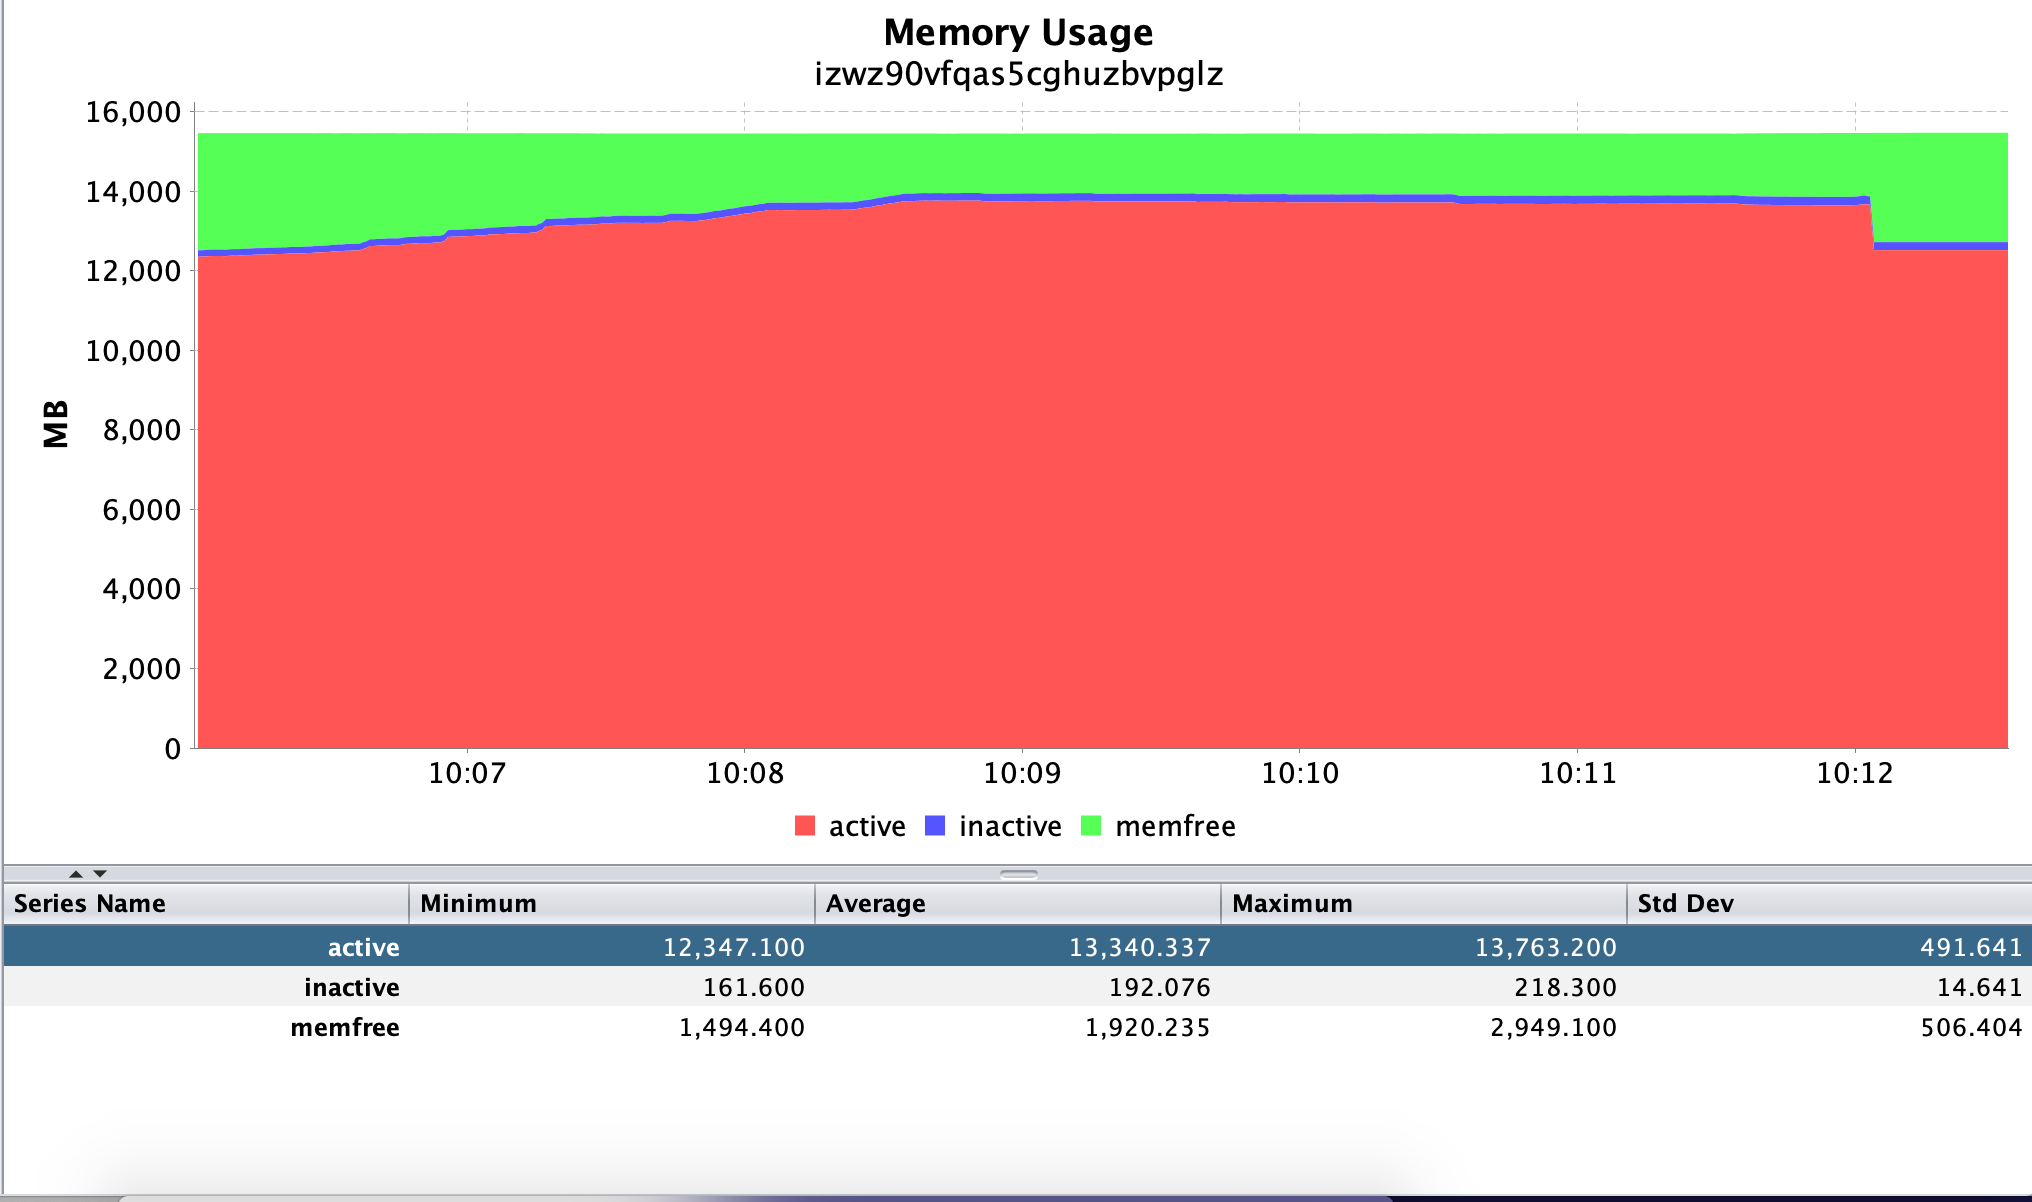 Memory Usage
izwz90vfqas5cghuzbvpglz
16,000
14,000
12,000
10,000
8,000
6,000
4,000
2,000
0
MB
10:07 10:08 10:09 10:10 10:11 10:12
active inactive memfree
Series Name Minimum Average Maximum Std Dev
active 12,347.100 13,340.337 13,763.200 491.641
inactive 161.600 192.076 218.300 14.641
memfree 1,494.400 1,920.235 2,949.100 506.404